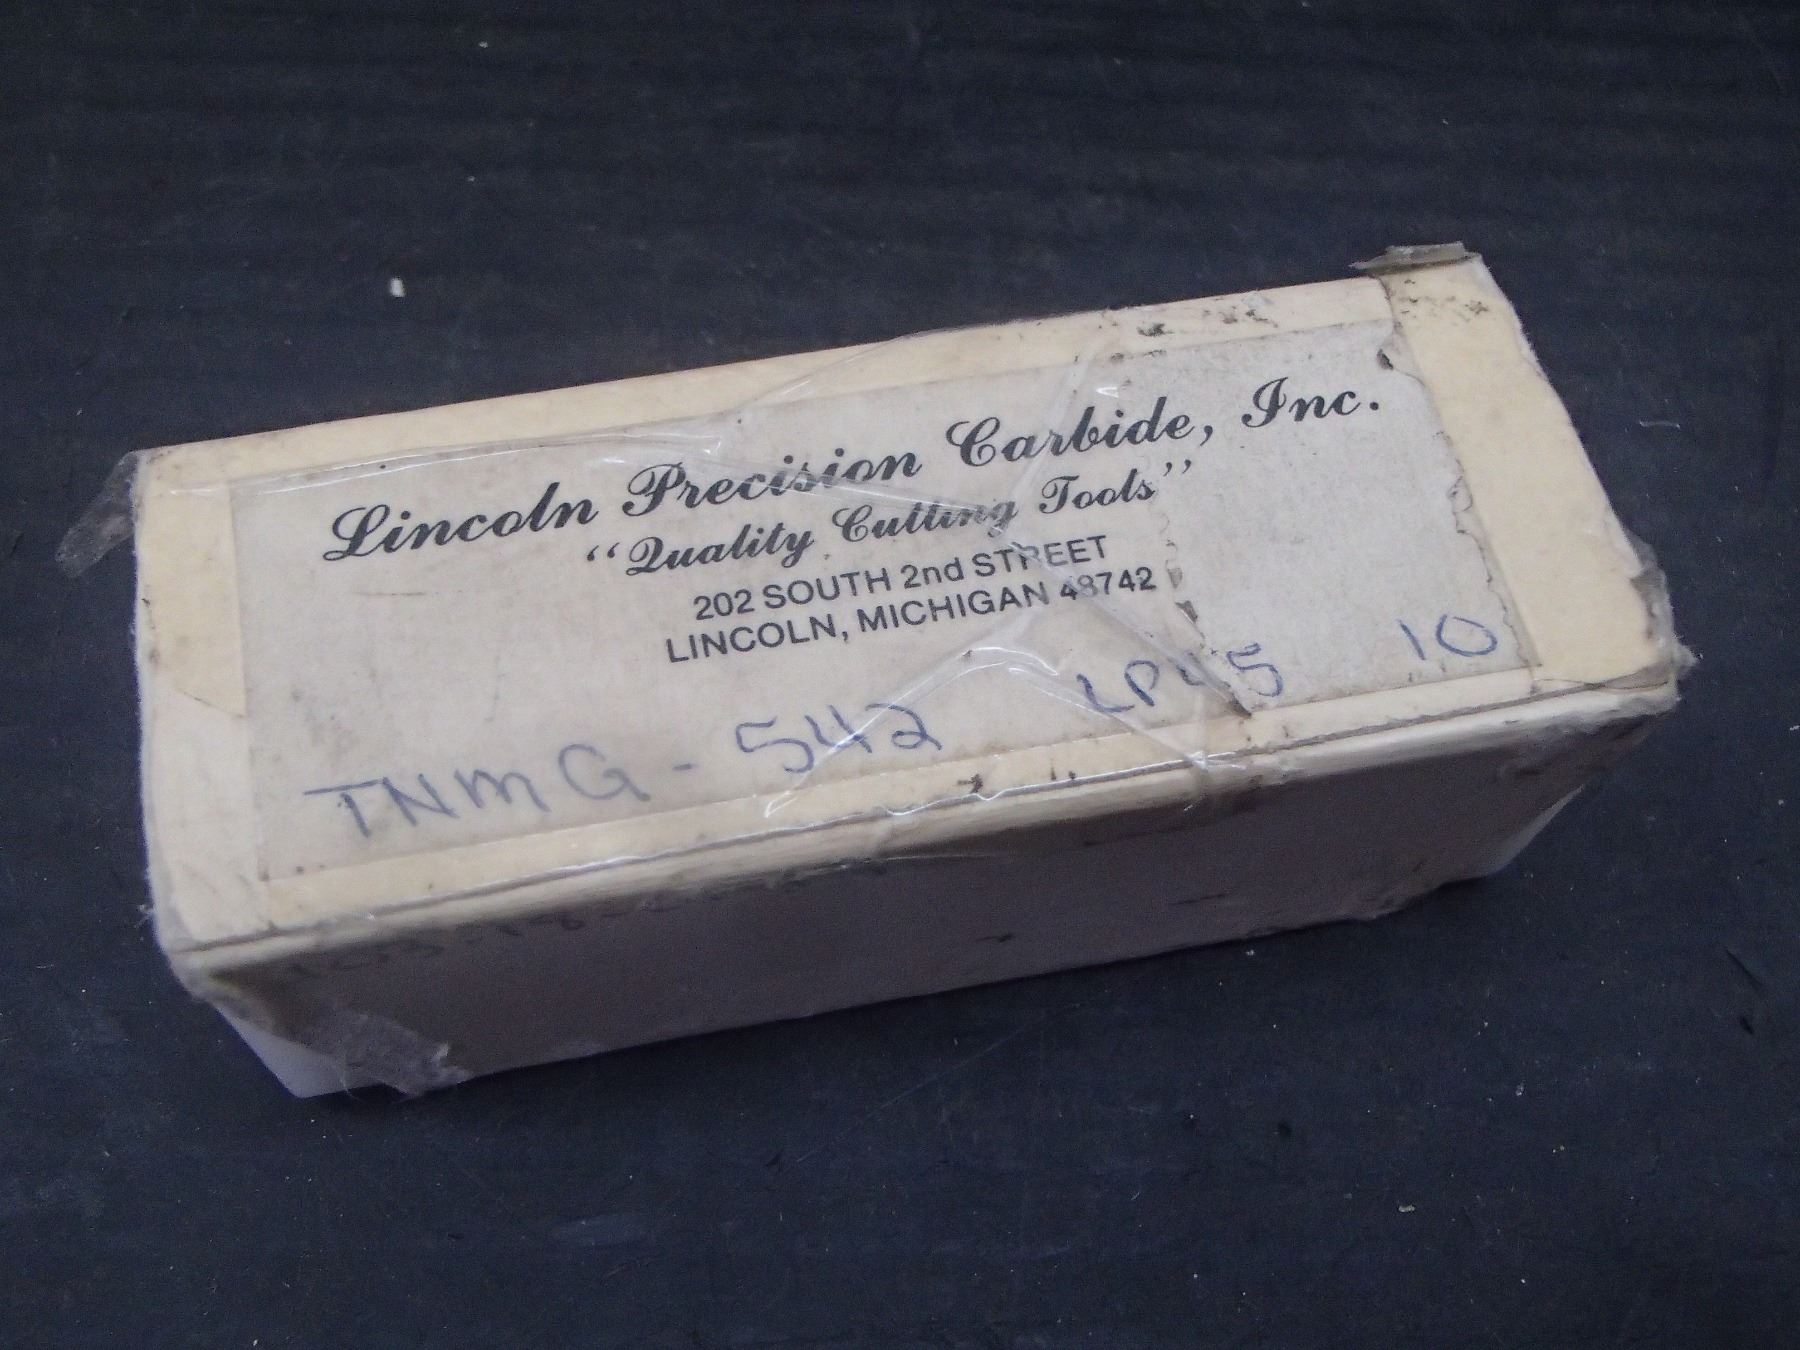 Lincoln Precision Carbide, Inc.
"Quality Cutting Tools"
202 SOUTH 2nd STREET
LINCOLN, MICHIGAN 48742
TNMG-542 10